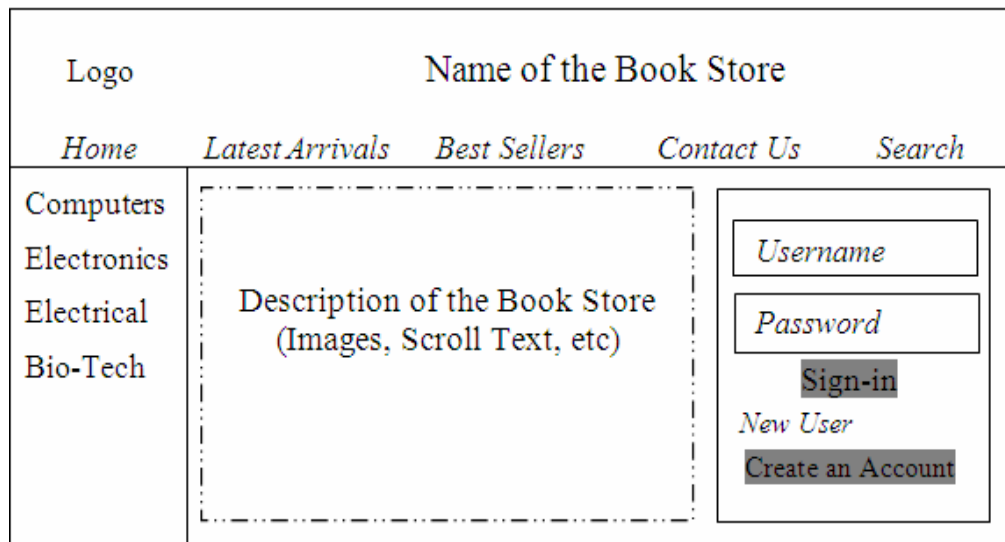 Logo
Name of the Book Store
Home Latest Arrivals Best Sellers Contact Us Search
Computers
Electronics
Electrical
Bio-Tech
Description of the Book Store
(Images, Scroll Text, etc)
Username
Password
Sign-in
New User
Create an Account